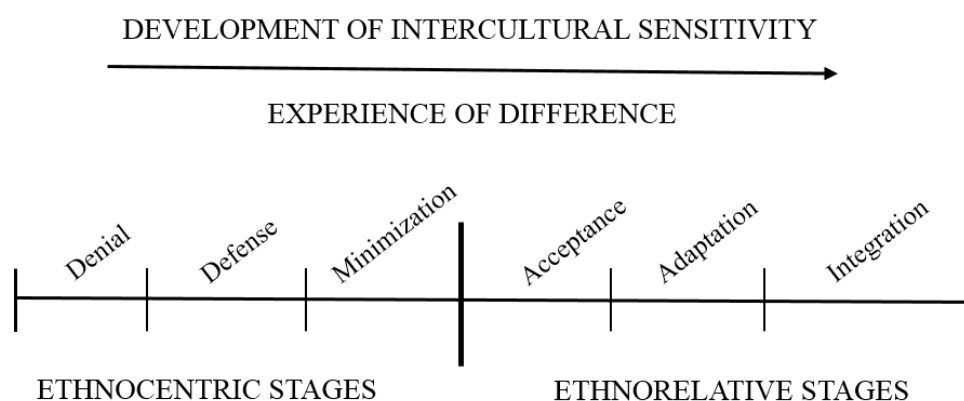 DEVELOPMENT OF INTERCULTURAL SENSITIVITY
EXPERIENCE OF DIFFERENCE
Denial
Defense
Minimization
Acceptance
Adaptation
Integration
ETHNOCENTRIC STAGES
ETHNORELATIVE STAGES